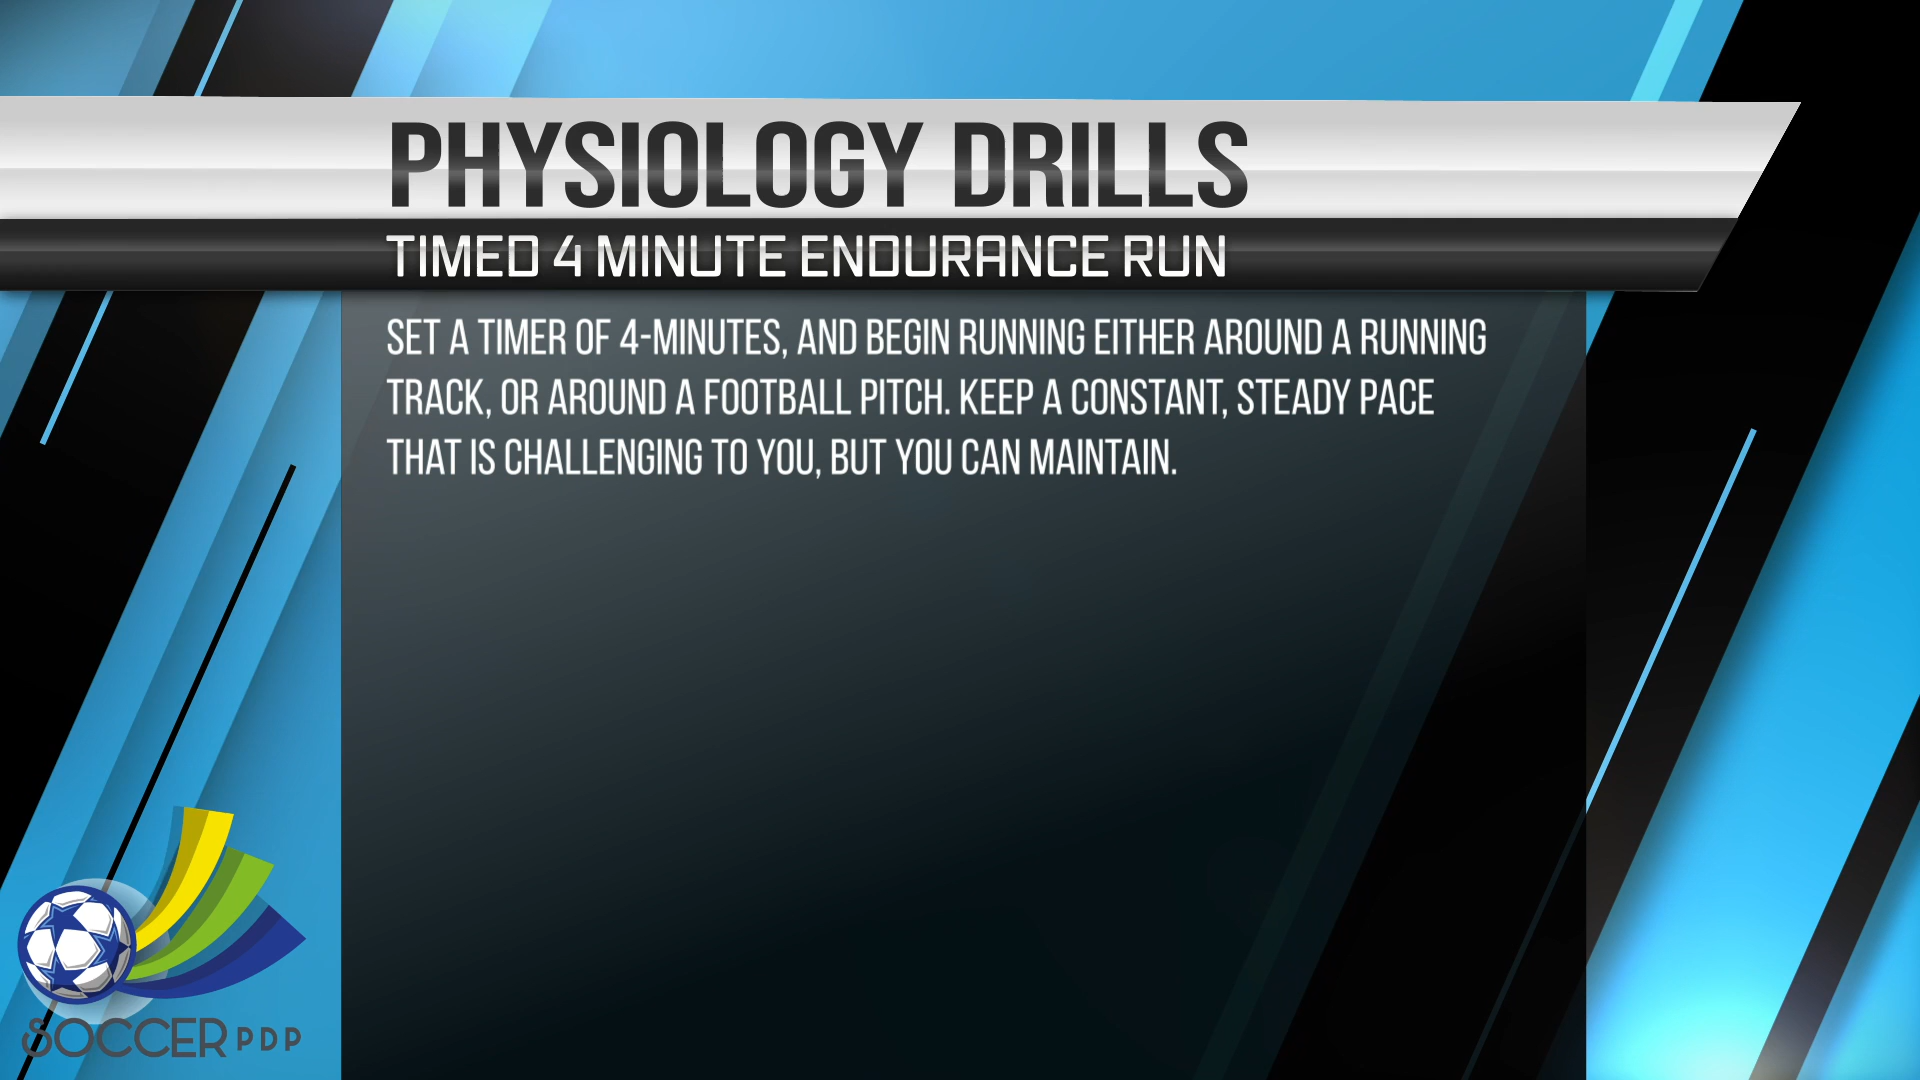 PHYSIOLOGY DRILLS
TIMED 4 MINUTE ENDURANCE RUN
SET A TIMER OF 4-MINUTES, AND BEGIN RUNNING EITHER AROUND A RUNNING
TRACK, OR AROUND A FOOTBALL PITCH. KEEP A CONSTANT, STEADY PACE
THAT IS CHALLENGING TO YOU, BUT YOU CAN MAINTAIN.
SOCCER PDP